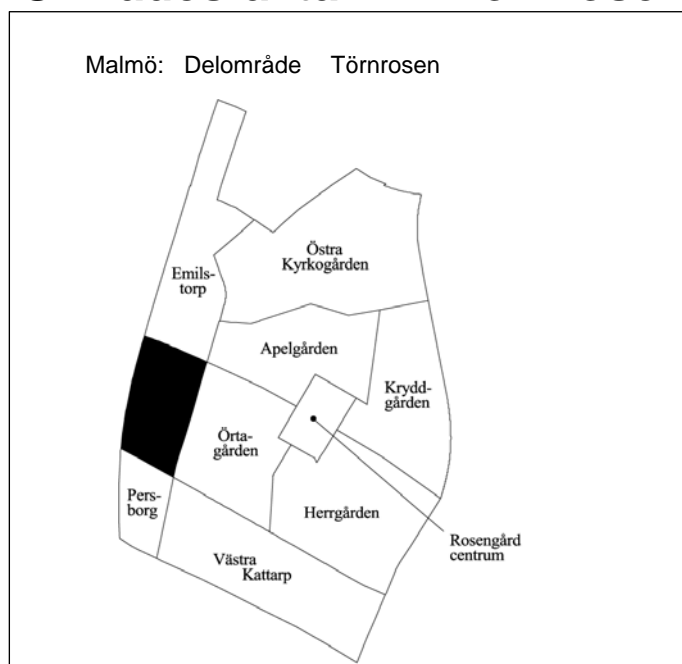 Malmö: Delområde Törnrosen
Östra
Kyrkogården
Emils-
torp
Apelgården
Krydd-
gården
Örta-
gården
Pers-
borg
Herrgården
Västra
Kattarp
Rosengård
centrum